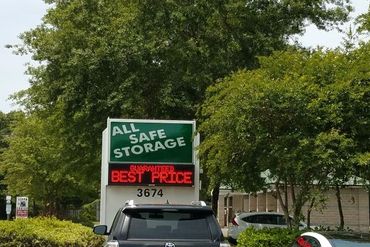 ALL
SAFE
STORAGE
GUARANTEED
BEST PRICE
3674